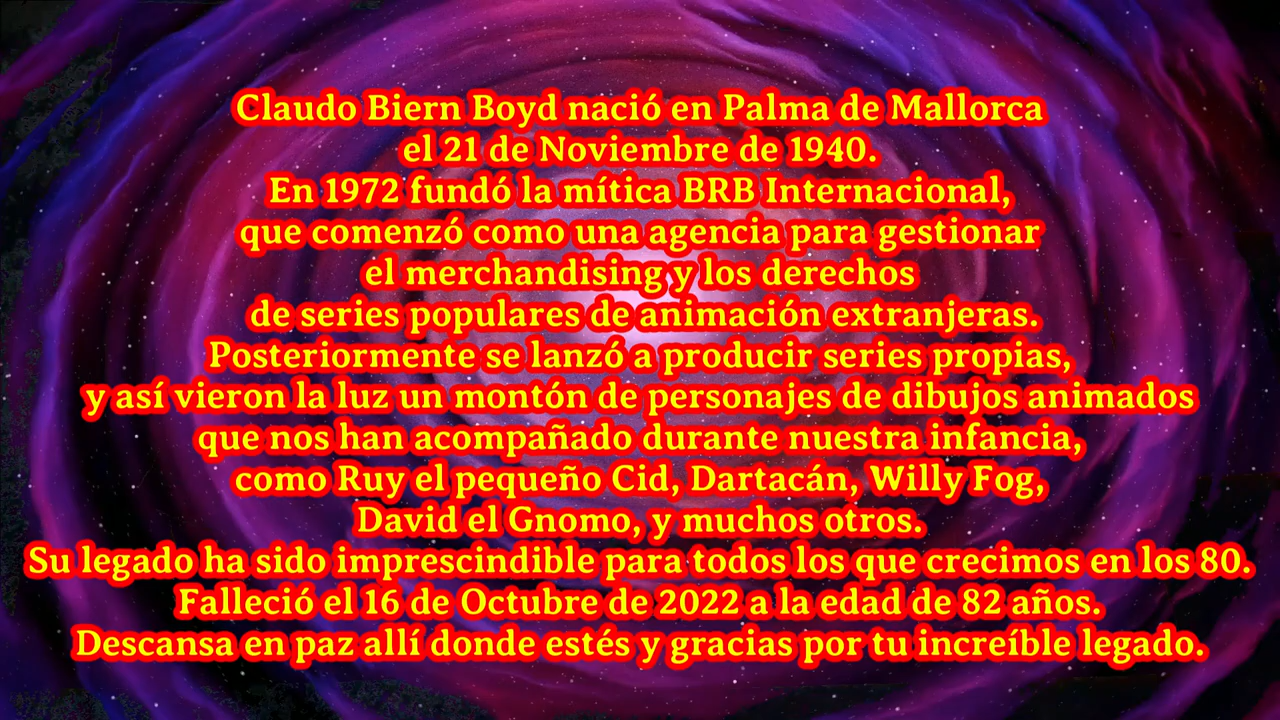 Claudo Biern Boyd nació en Palma de Mallorca
el 21 de Noviembre de 1940.
En 1972 fundó la mítica BRB Internacional,
que comenzó como una agencia para gestionar
el merchandising y los derechos
de series populares de animación extranjeras.
Posteriormente se lanzó a producir series propias,
y así vieron la luz un montón de personajes de dibujos animados
que nos han acompañado durante nuestra infancia,
como Ruy el pequeño Cid, Dartacán, Willy Fog,
David el Gnomo, y muchos otros.
Su legado ha sido imprescindible para todos los que crecimos en los 80.
Falleció el 16 de Octubre de 2022 a la edad de 82 años.
Descansa en paz allí donde estés y gracias por tu increíble legado.